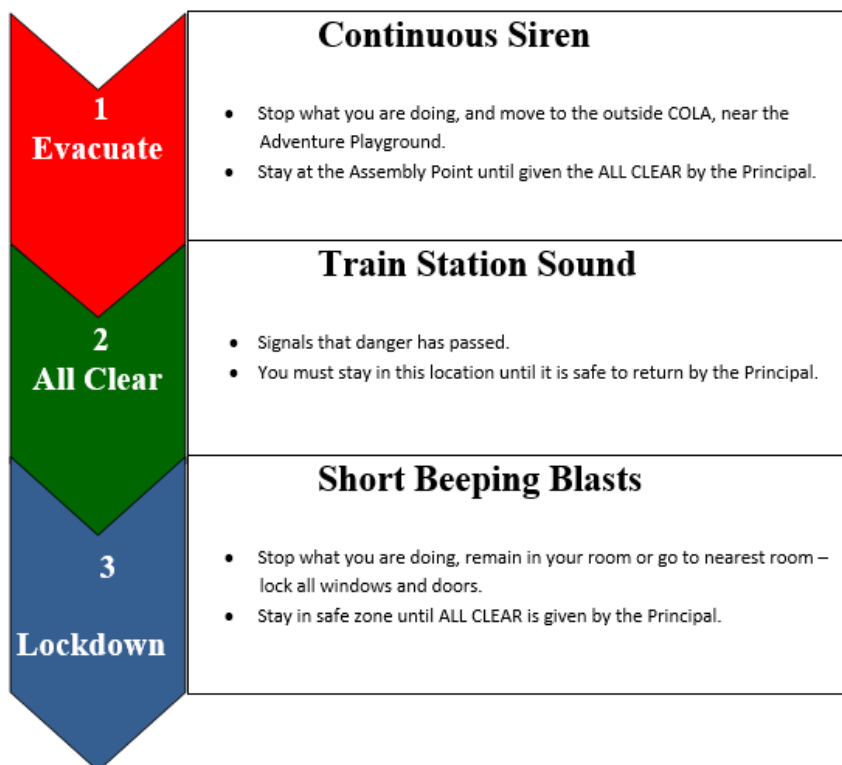 1
Evacuate
Continuous Siren
• Stop what you are doing, and move to the outside COLA, near the
Adventure Playground.
• Stay at the Assembly Point until given the ALL CLEAR by the Principal.
2
All Clear
Train Station Sound
• Signals that danger has passed.
• You must stay in this location until it is safe to return by the Principal.
3
Lockdown
Short Beeping Blasts
• Stop what you are doing, remain in your room or go to nearest room –
lock all windows and doors.
• Stay in safe zone until ALL CLEAR is given by the Principal.